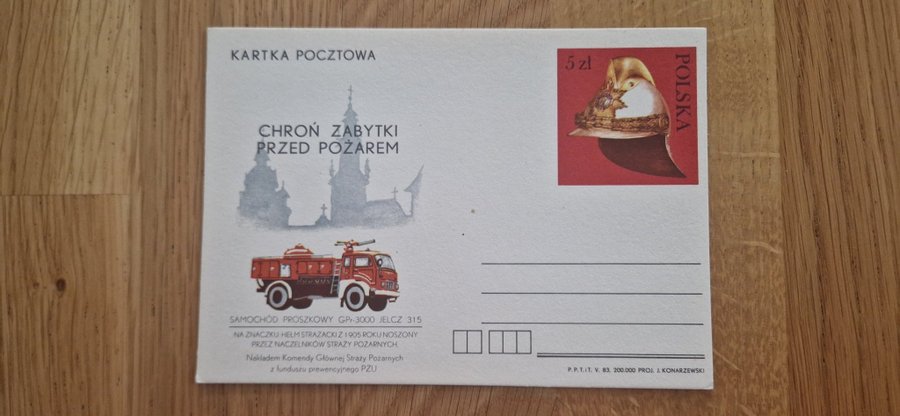 KARTKA POCZTOWA
5 zł
POLSKA
CHROŃ ZABYTKI
PRZED POŻAREM
SAMOCHÓD PROSZKOWY GPr-3000 JELCZ 315
NA ZNACZKU: HEŁM STRAŻACKI Z 1905 ROKU NOSZONY
PRZEZ NACZELNIKÓW STRAŻY POŻARNYCH.
Nakładem Komendy Głównej Straży Pożarnych
z funduszu prewencyjnego PZU
P.P.T.iT. V. 83. 200.000 PROJ. J. KONARZEWSKI